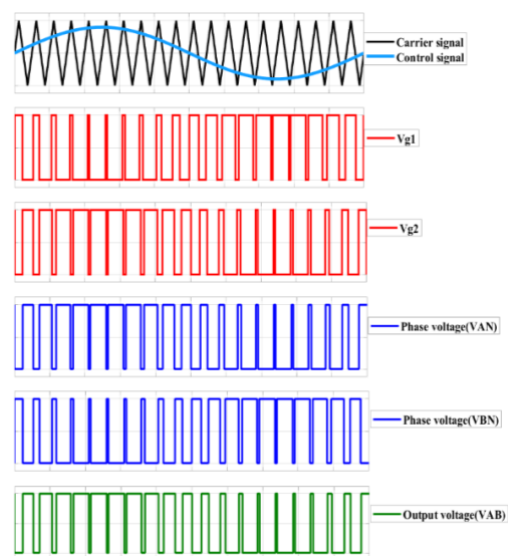 Carrier signal
Control signal
Vg1
Vg2
Phase voltage(VAN)
Phase voltage(VBN)
Output voltage(VAB)